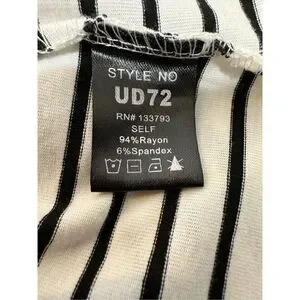 STYLE NO
UD72
RN# 133793
SELF
94%Rayon
6%Spandex